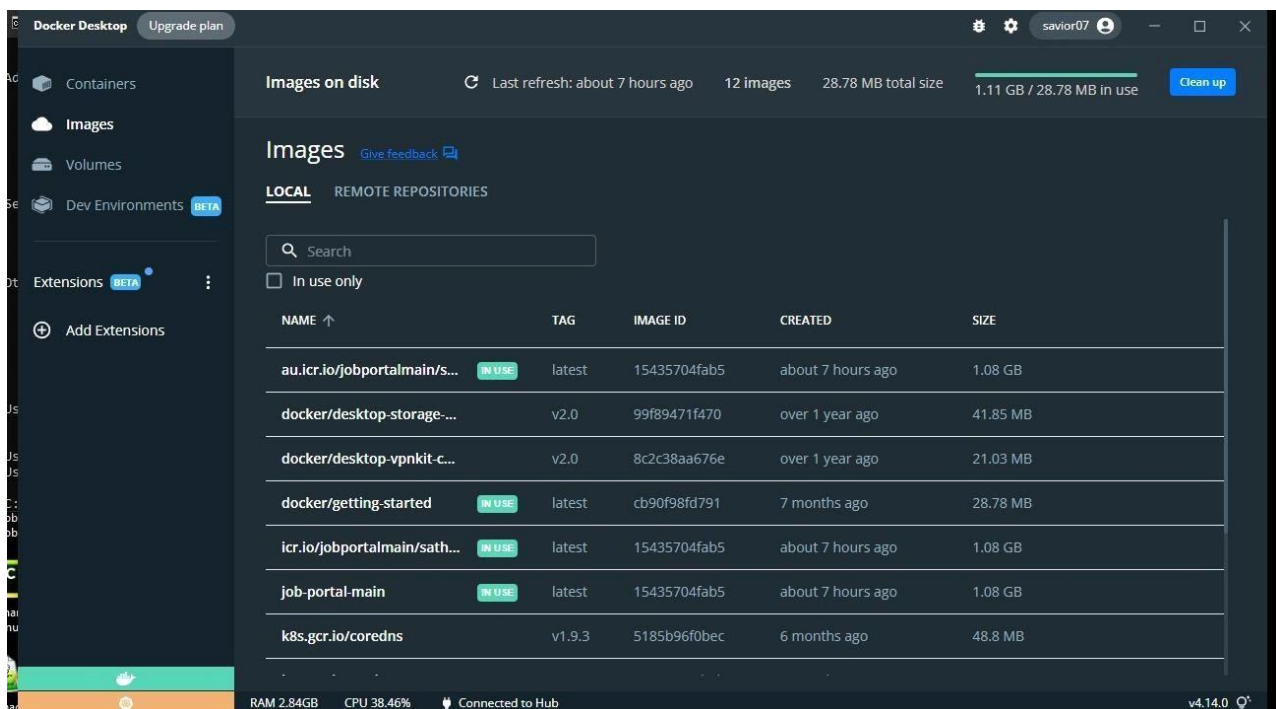 Docker Desktop Upgrade plan savior07
Containers
Images
Volumes
Dev Environments BETA
Extensions BETA
Add Extensions
Images on disk Last refresh: about 7 hours ago 12 images 28.78 MB total size 1.11 GB / 28.78 MB in use Clean up
Images Give feedback
LOCAL REMOTE REPOSITORIES
Search
In use only
NAME TAG IMAGE ID CREATED SIZE
au.icr.io/jobportalmain/s... IN USE latest 15435704fab5 about 7 hours ago 1.08 GB
docker/desktop-storage-... v2.0 99f89471f470 over 1 year ago 41.85 MB
docker/desktop-vpnkit-c... v2.0 8c2c38aa676e over 1 year ago 21.03 MB
docker/getting-started IN USE latest cb90f98fd791 7 months ago 28.78 MB
icr.io/jobportalmain/sath... IN USE latest 15435704fab5 about 7 hours ago 1.08 GB
job-portal-main IN USE latest 15435704fab5 about 7 hours ago 1.08 GB
k8s.gcr.io/coredns v1.9.3 5185b96f0bec 6 months ago 48.8 MB
RAM 2.84GB CPU 38.46% Connected to Hub v4.14.0